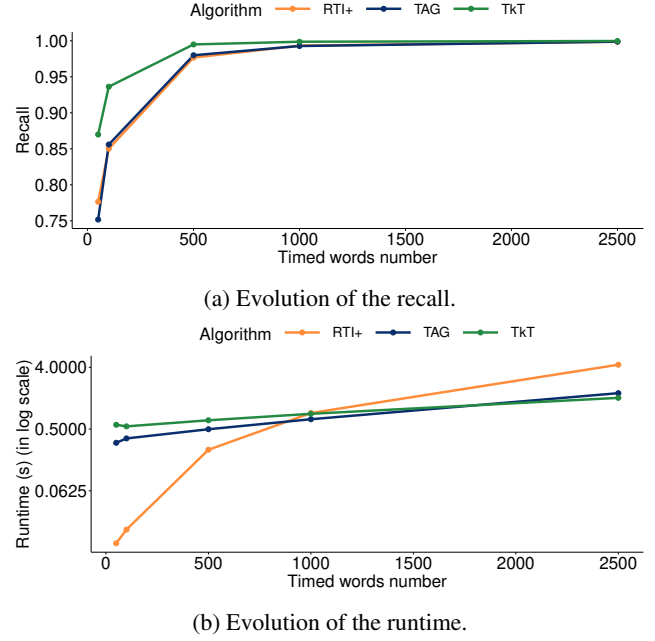 Algorithm RTI+ TAG TkT
1.00
0.95
0.90
0.85
0.80
0.75
Recall
0 500 1000 1500 2000 2500
Timed words number
(a) Evolution of the recall.
Algorithm RTI+ TAG TkT
4.0000
0.5000
0.0625
Runtime (s) (in log scale)
0 500 1000 1500 2000 2500
Timed words number
(b) Evolution of the runtime.